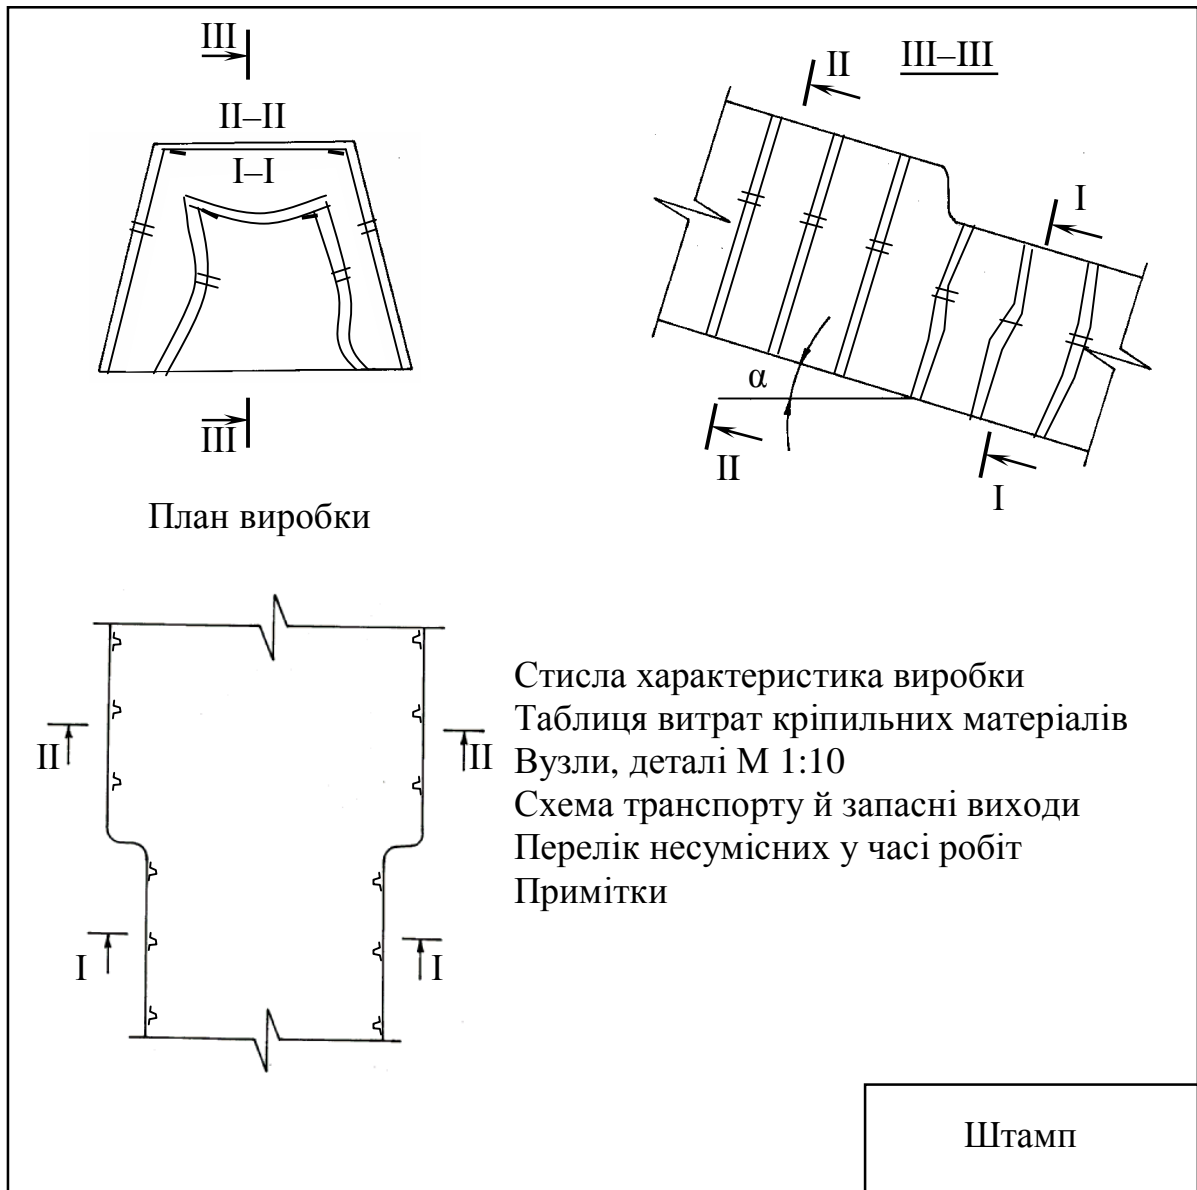 III
II–II
I–I
III
III–III
II
I
α
II
I
План виробки
II
II
I
I
Стисла характеристика виробки
Таблиця витрат кріпильних матеріалів
Вузли, деталі М 1:10
Схема транспорту й запасні виходи
Перелік несумісних у часі робіт
Примітки
Штамп